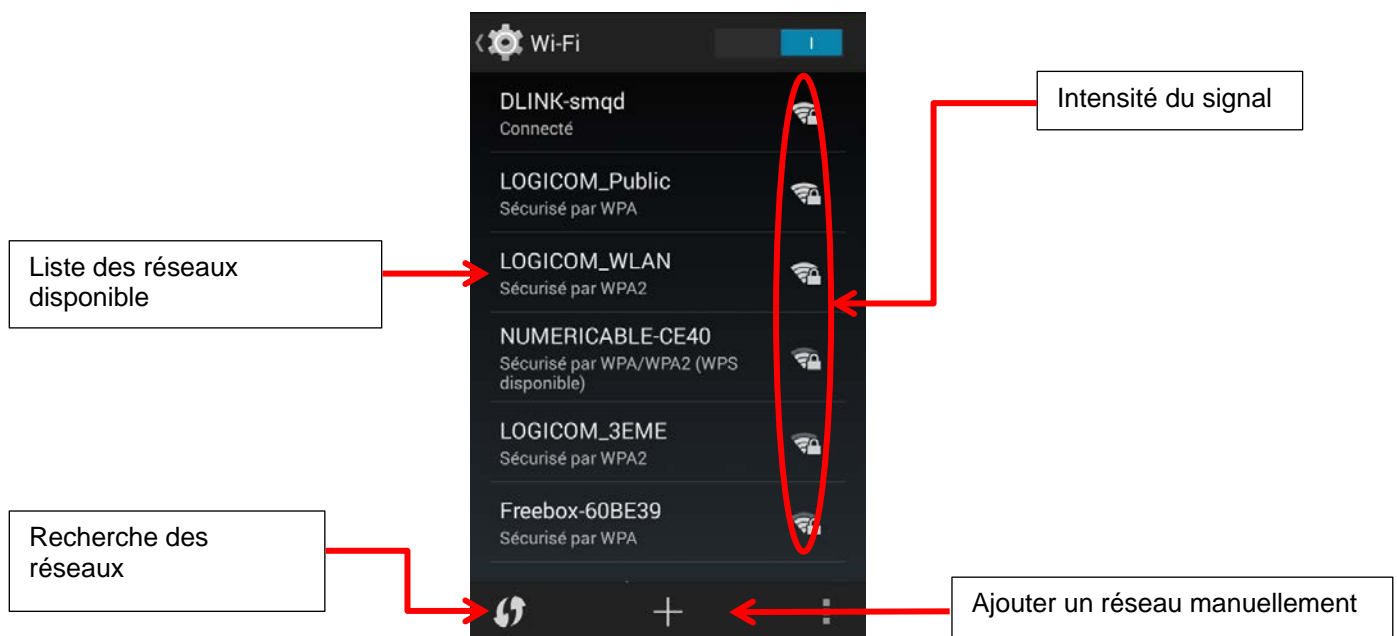 Wi-Fi
DLINK-smqd
Connecté
LOGICOM_Public
Sécurisé par WPA
LOGICOM_WLAN
Sécurisé par WPA2
NUMERICABLE-CE40
Sécurisé par WPA/WPA2 (WPS
disponible)
LOGICOM_3EME
Sécurisé par WPA2
Freebox-60BE39
Sécurisé par WPA
Intensité du signal
Liste des réseaux
disponible
Recherche des
réseaux
Ajouter un réseau manuellement